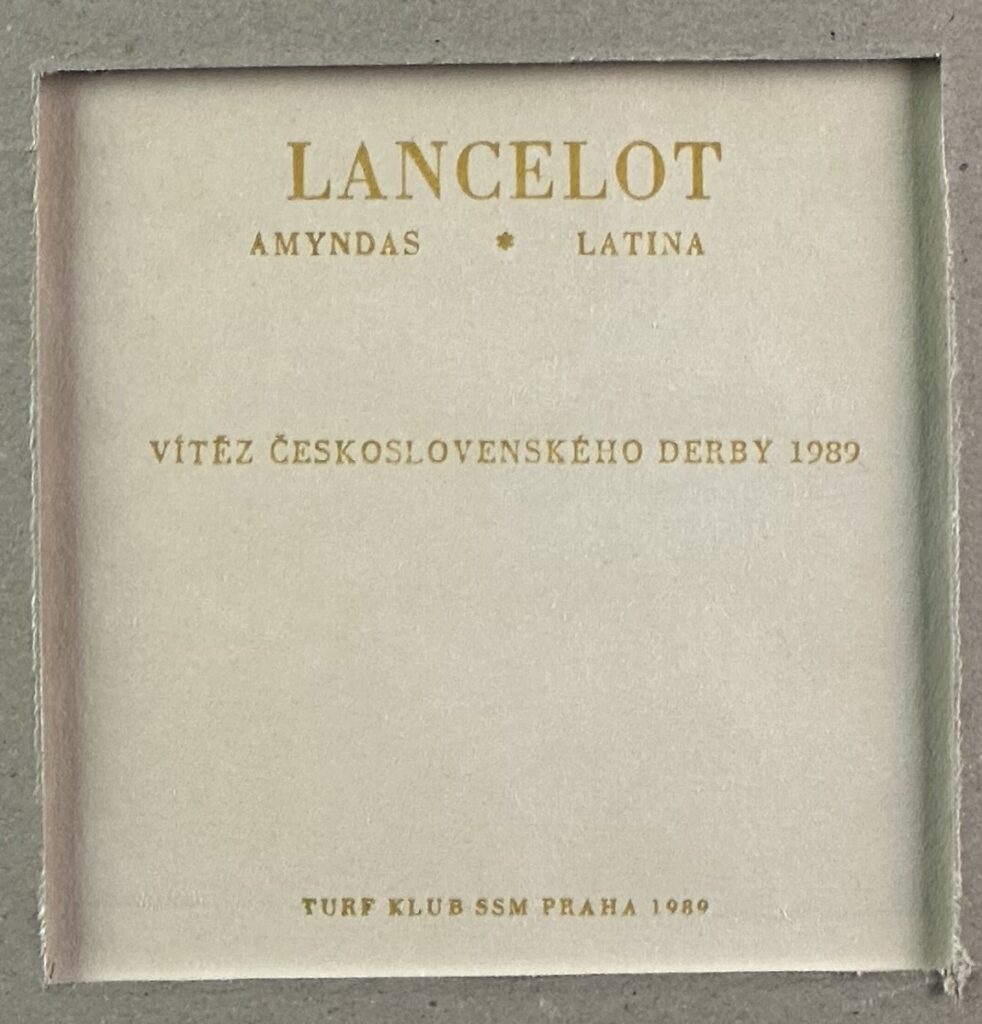 LANCELOT
AMYNDAS * LATINA
VÍTĚZ ČESKOSLOVENSKÉHO DERBY 1989
TURF KLUB SSM PRAHA 1989